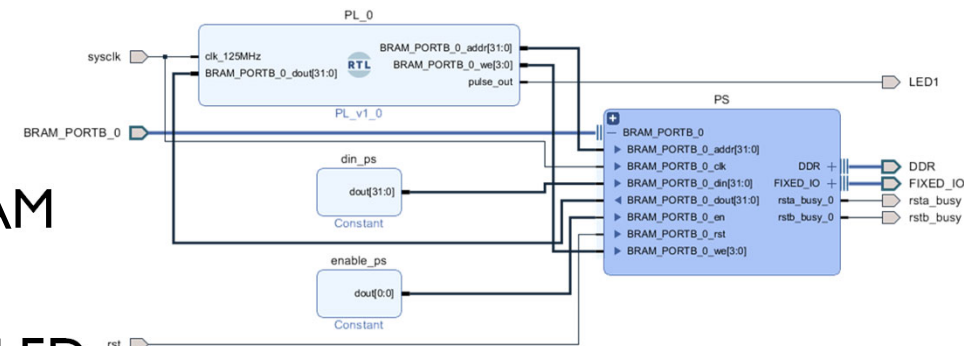 PL_0
sysclk
clk_125MHz
BRAM_PORTB_0_dout[31:0]
RTL
BRAM_PORTB_0_addr[31:0]
BRAM_PORTB_0_we[3:0]
pulse_out
PL_v1_0
LED1
BRAM_PORTB_0
PS
BRAM_PORTB_0
BRAM_PORTB_0_addr[31:0]
BRAM_PORTB_0_clk
BRAM_PORTB_0_din[31:0]
BRAM_PORTB_0_dout[31:0]
BRAM_PORTB_0_en
BRAM_PORTB_0_rst
BRAM_PORTB_0_we[3:0]
DDR
FIXED_IO
rsta_busy_0
rstb_busy_0
DDR
FIXED_IO
rsta_busy
rstb_busy
din_ps
dout[31:0]
Constant
AM
enable_ps
dout[0:0]
Constant
LED
rst